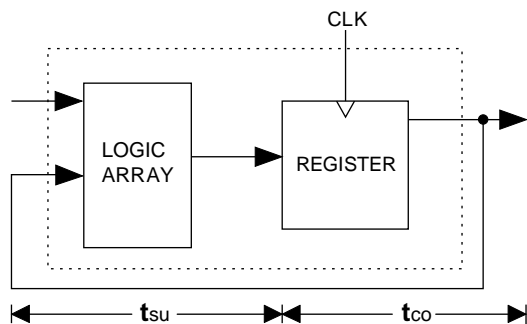 CLK
LOGIC
ARRAY
REGISTER
tsu
tco